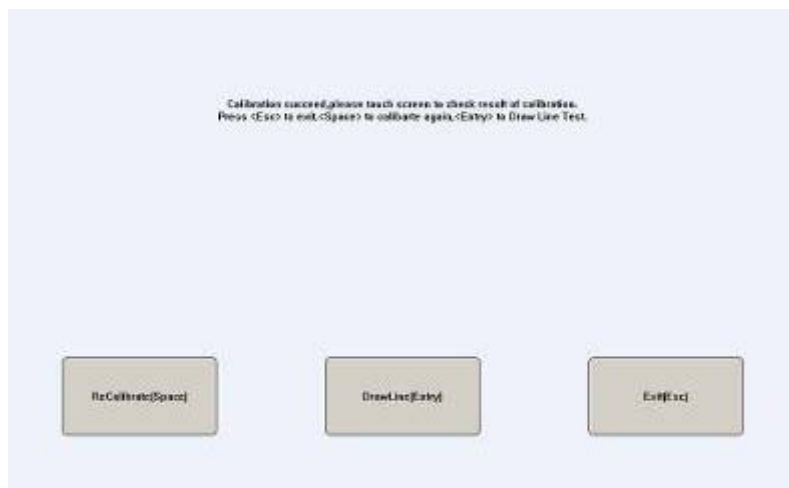 Calibration succeed,please touch screen to check result of calibration.
Press <Esc> to exit,<Space> to calibarte again,<Entry> to Draw Line Test.
ReCalibrate(Space)
DrawLine(Entry)
Exit(Esc)